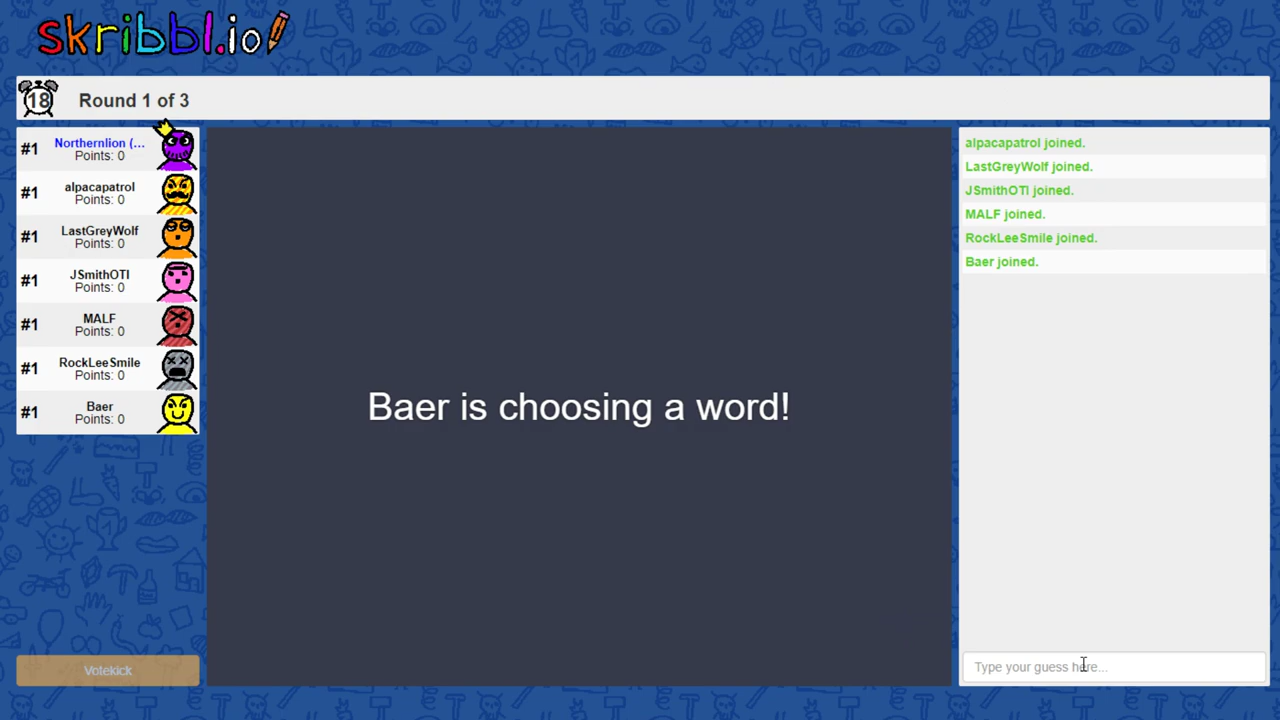 skribbl.io
18
Round 1 of 3
#1
Northernlion (...
Points: 0
#1
alpacapatrol
Points: 0
#1
LastGreyWolf
Points: 0
#1
JSmithOTI
Points: 0
#1
MALF
Points: 0
#1
RockLeeSmile
Points: 0
#1
Baer
Points: 0
Votekick
Baer is choosing a word!
alpacapatrol joined.
LastGreyWolf joined.
JSmithOTI joined.
MALF joined.
RockLeeSmile joined.
Baer joined.
Type your guess here...